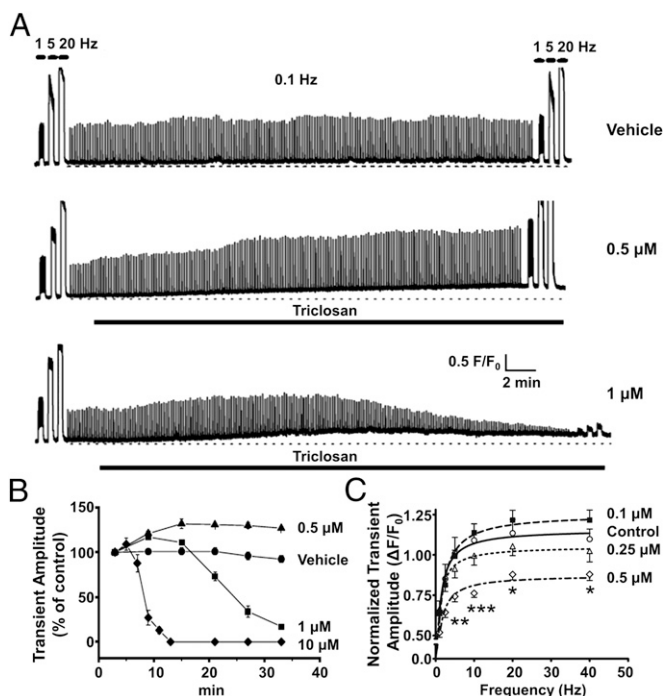 A
1 5 20 Hz
0.1 Hz
1 5 20 Hz
Vehicle
0.5 µM
Triclosan
0.5 F/F0
2 min
1 µM
Triclosan
B
Transient Amplitude
(% of control)
150
100
50
0
0 10 20 30 40
min
0.5 µM
Vehicle
1 µM
10 µM
C
Normalized Transient
Amplitude (ΔF/F0)
1.25
1.00
0.75
0.50
0.0
0 10 20 30 40 50
Frequency (Hz)
0.1 µM
Control
0.25 µM
0.5 µM
** *** * *